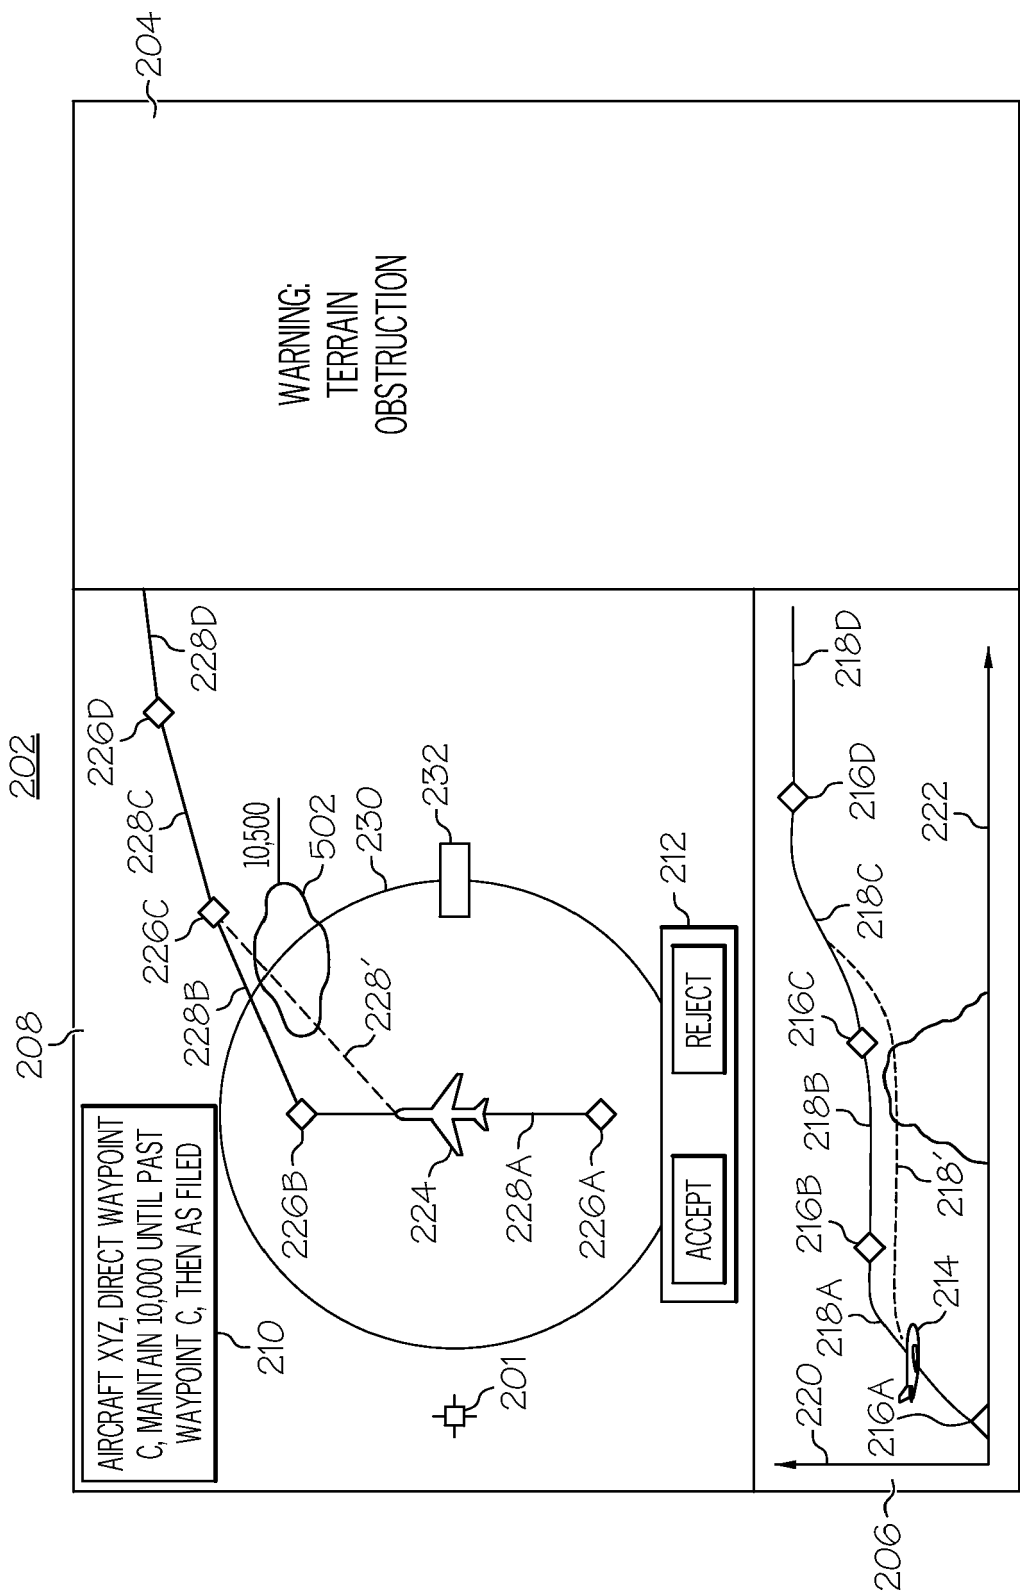 202
208
204
AIRCRAFT XYZ, DIRECT WAYPOINT
C, MAINTAIN 10,000 UNTIL PAST
WAYPOINT C, THEN AS FILED
210
226D
228D
228C
226C
10,500
502
228B
230
228'
226B
232
224
228A
226A
201
212
ACCEPT
REJECT
WARNING:
TERRAIN
OBSTRUCTION
206
220
218A
216B
218B
216C
218C
216D
218D
216A
214
218'
222